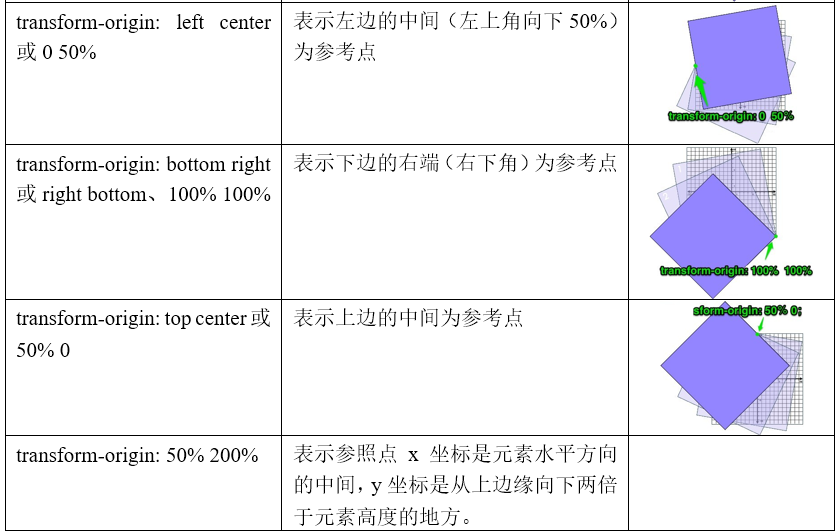 transform-origin: left center
或 0 50%
表示左边的中间（左上角向下 50%）
为参考点
transform-origin: 0 50%
transform-origin: bottom right
或 right bottom、100% 100%
表示下边的右端（右下角）为参考点
transform-origin: 100% 100%
transform-origin: top center 或
50% 0
表示上边的中间为参考点
sform-origin: 50% 0;
transform-origin: 50% 200%
表示参照点 x 坐标是元素水平方向
的中间，y 坐标是从上边缘向下两倍
于元素高度的地方。